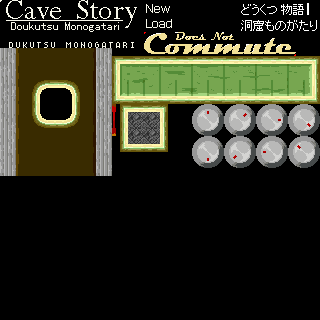 Cave Story
Doukutsu Monogatari
DUKUTSU MONOGATARI
New
Load
Does Not
Commute
どうくつ物語
洞窟ものがたり